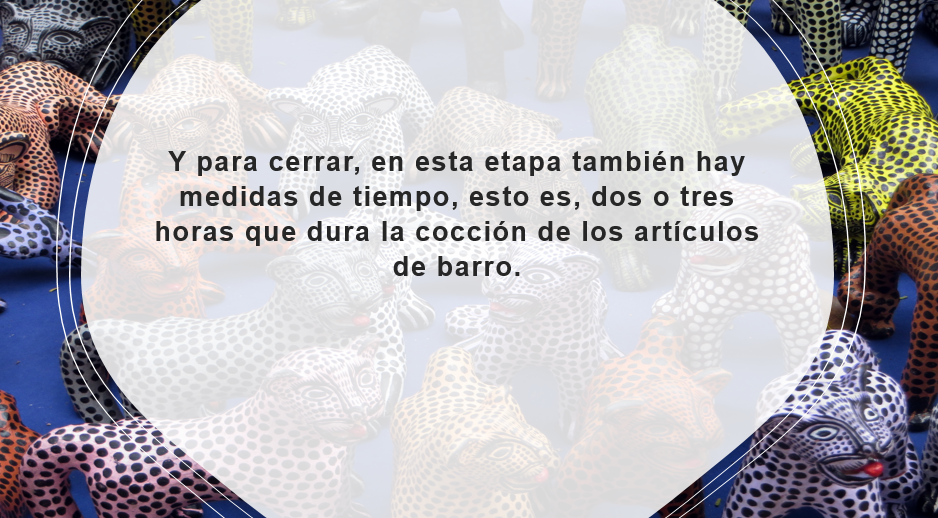 Y para cerrar, en esta etapa también hay
medidas de tiempo, esto es, dos o tres
horas que dura la cocción de los artículos
de barro.